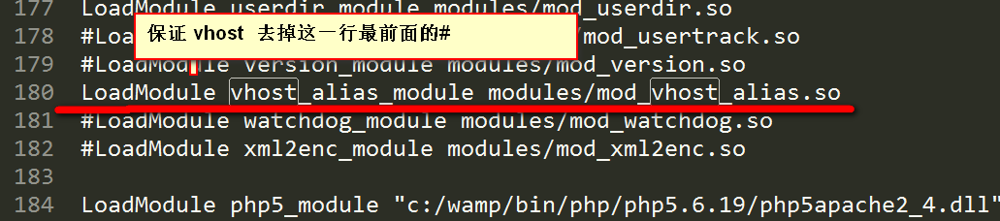 177 LoadModule userdir_module modules/mod_userdir.so
保证 vhost 去掉这一行最前面的#
178 #Loa /mod_usertrack.so
179 #LoadModule version_module modules/mod_version.so
180 LoadModule vhost_alias_module modules/mod_vhost_alias.so
181 #LoadModule watchdog_module modules/mod_watchdog.so
182 #LoadModule xml2enc_module modules/mod_xml2enc.so
183
184 LoadModule php5_module "c:/wamp/bin/php/php5.6.19/php5apache2_4.dll"